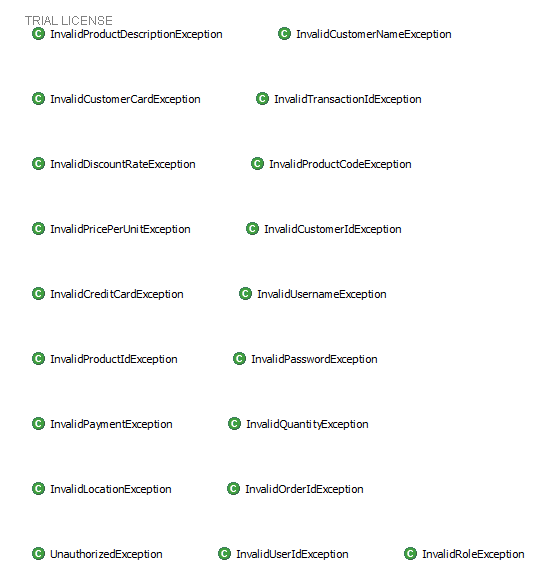 TRIAL LICENSE
C InvalidProductDescriptionException C InvalidCustomerNameException
C InvalidCustomerCardException C InvalidTransactionIdException
C InvalidDiscountRateException C InvalidProductCodeException
C InvalidPricePerUnitException C InvalidCustomerIdException
C InvalidCreditCardException C InvalidUsernameException
C InvalidProductIdException C InvalidPasswordException
C InvalidPaymentException C InvalidQuantityException
C InvalidLocationException C InvalidOrderIdException
C UnauthorizedException C InvalidUserIdException C InvalidRoleException